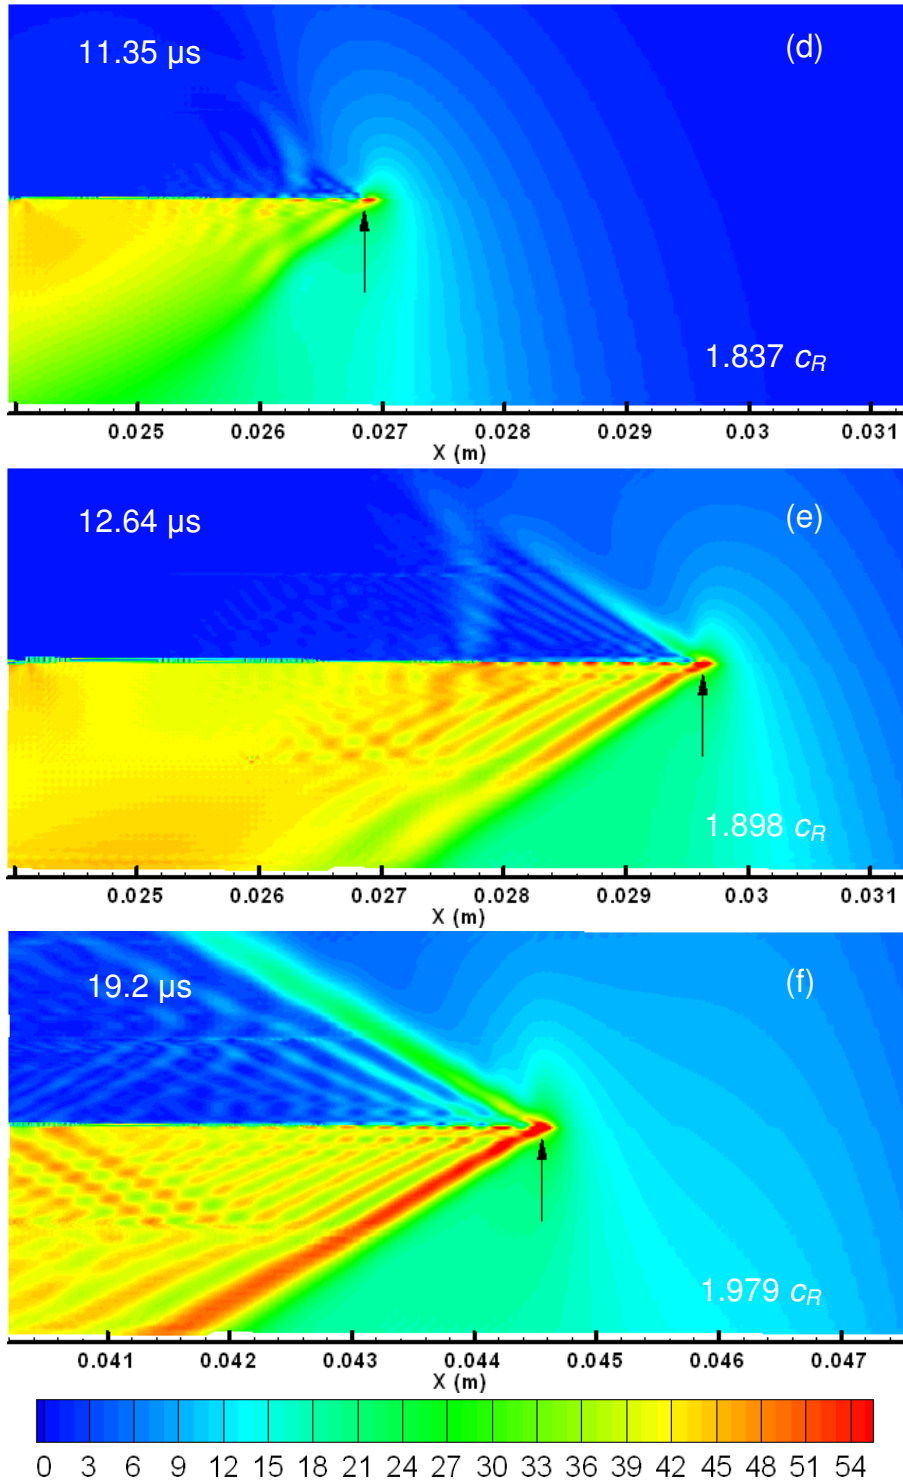 11.35 µs
(d)
1.837 cR
0.025 0.026 0.027 0.028 0.029 0.03 0.031
X (m)
12.64 µs
(e)
1.898 cR
0.025 0.026 0.027 0.028 0.029 0.03 0.031
X (m)
19.2 µs
(f)
1.979 cR
0.041 0.042 0.043 0.044 0.045 0.046 0.047
X (m)
0 3 6 9 12 15 18 21 24 27 30 33 36 39 42 45 48 51 54